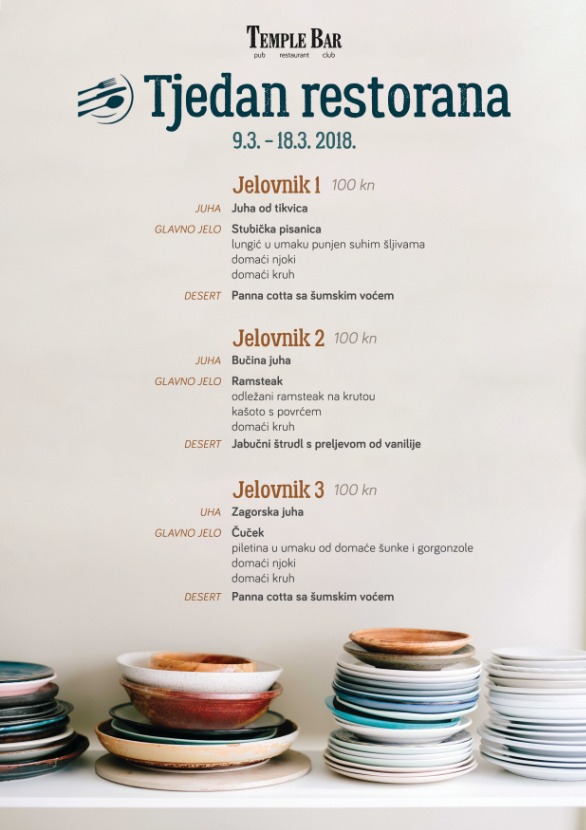 TEMPLE BAR
pub restaurant club
Tjedan restorana
9.3. – 18.3. 2018.
Jelovnik 1 100 kn
JUHA Juha od tikvica
GLAVNO JELO Stubička pisanica
lungić u umaku punjen suhim šljivama
domaći njoki
domaći kruh
DESERT Panna cotta sa šumskim voćem
Jelovnik 2 100 kn
JUHA Bučina juha
GLAVNO JELO Ramsteak
odležani ramsteak na krutou
kašoto s povrćem
domaći kruh
DESERT Jabučni štrudl s preljevom od vanilije
Jelovnik 3 100 kn
UHA Zagorska juha
GLAVNO JELO Čuček
piletina u umaku od domaće šunke i gorgonzole
domaći njoki
domaći kruh
DESERT Panna cotta sa šumskim voćem